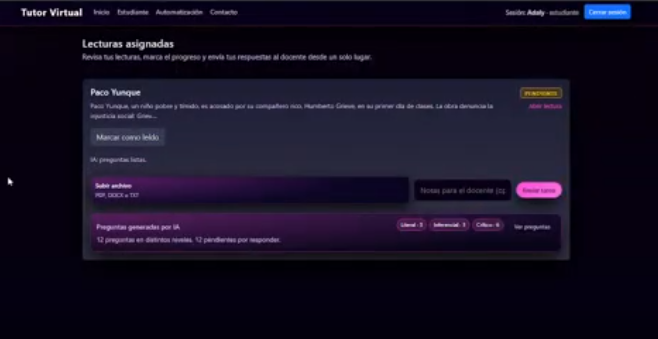 Tutor Virtual Inicio Estudiante Automatización Contacto Sesión: Adaly · estudiante Cerrar sesión
Lecturas asignadas
Revisa tus lecturas, marca el progreso y envía tus respuestas al docente desde un solo lugar.
Paco Yunque PENDIENTE
Paco Yunque, un niño pobre y tímido, es acosado por su compañero rico, Humberto Grieve, en su primer día de clases. La obra denuncia la Abrir lectura
injusticia social. Griev...
Marcar como leído
IA: preguntas listas.
Subir archivo
PDF, DOCX o TXT
Notas para el docente (op Enviar tarea
Preguntas generadas por IA Literal · 3 Inferencial · 3 Crítico · 6 Ver preguntas
12 preguntas en distintos niveles. 12 pendientes por responder.